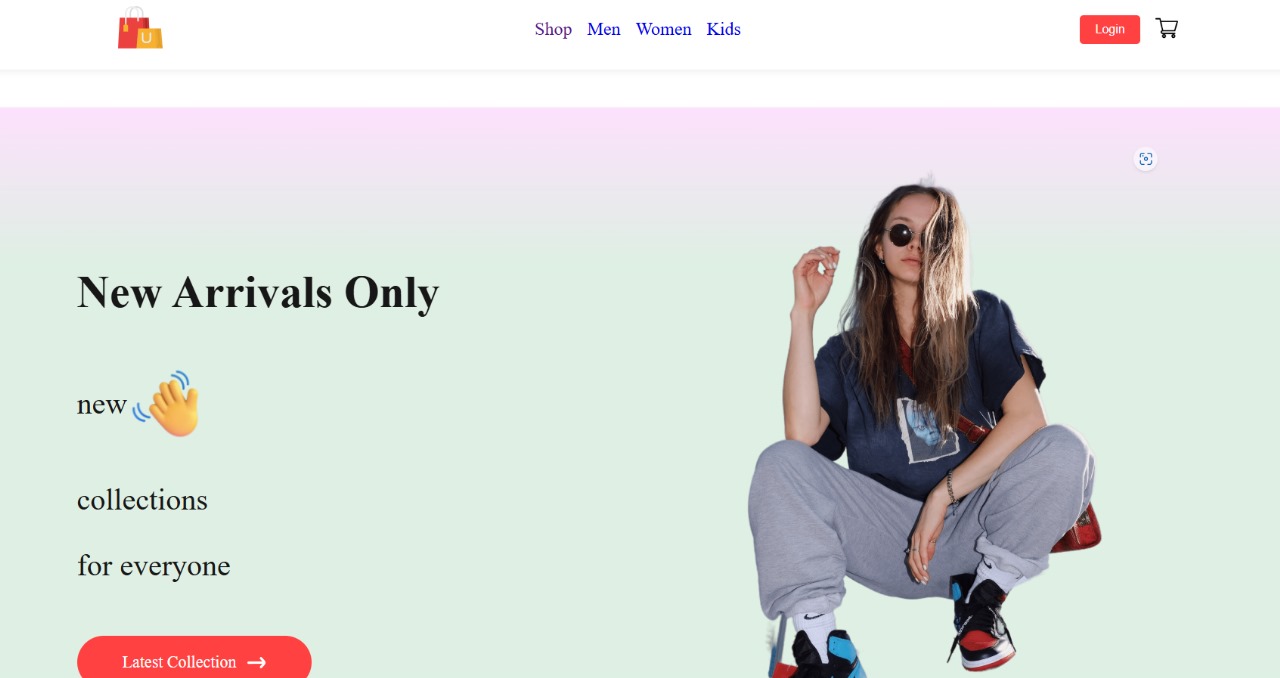 U
Shop Men Women Kids
Login
New Arrivals Only
new
collections
for everyone
Latest Collection →